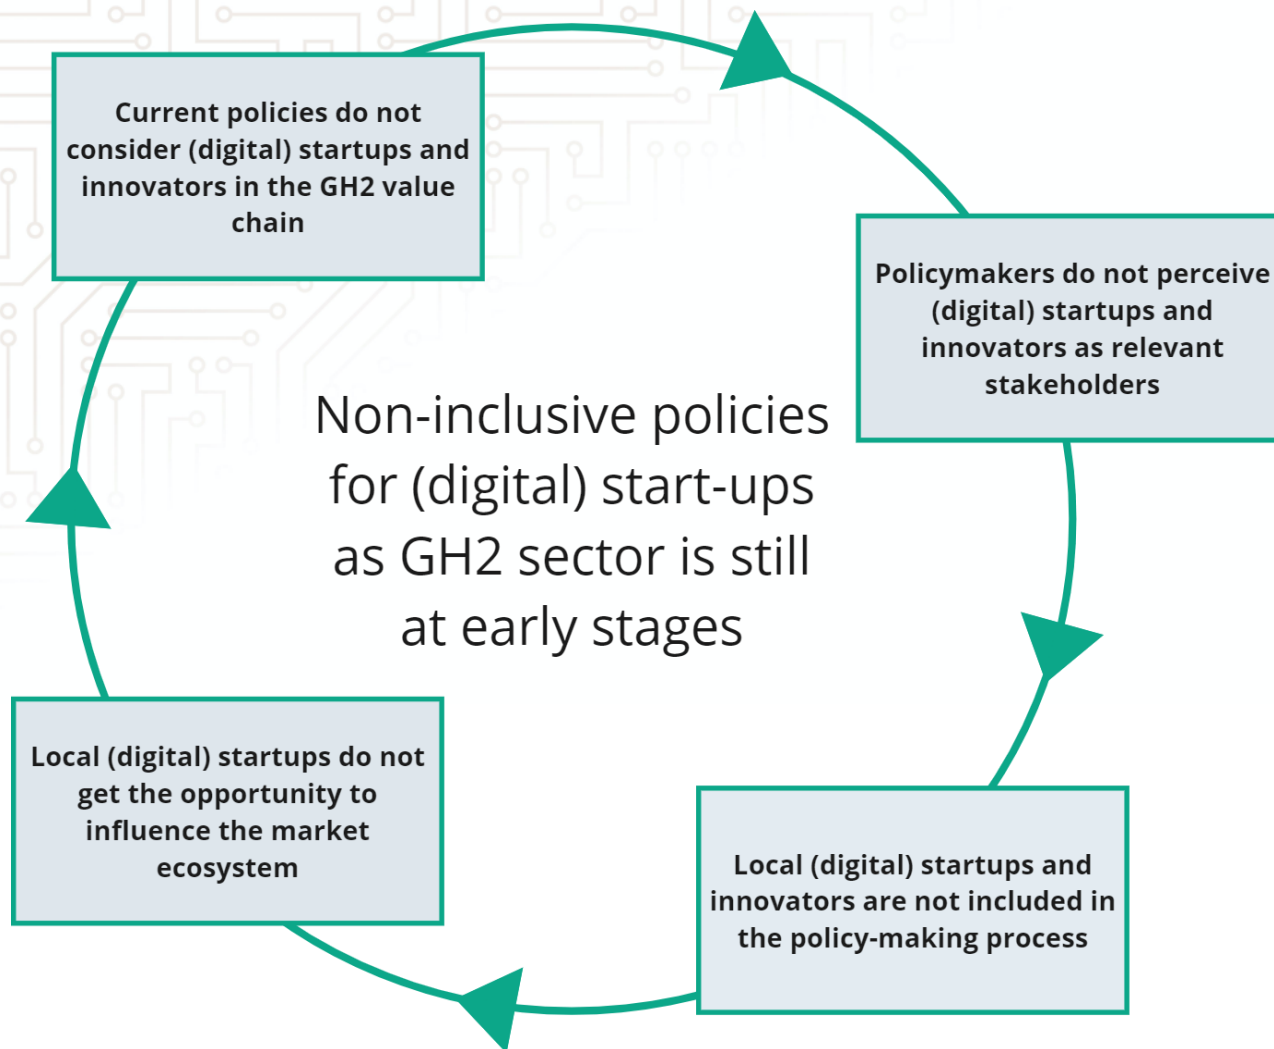 Current policies do not
consider (digital) startups and
innovators in the GH2 value
chain
Policymakers do not perceive
(digital) startups and
innovators as relevant
stakeholders
Non-inclusive policies
for (digital) start-ups
as GH2 sector is still
at early stages
Local (digital) startups do not
get the opportunity to
influence the market
ecosystem
Local (digital) startups and
innovators are not included in
the policy-making process